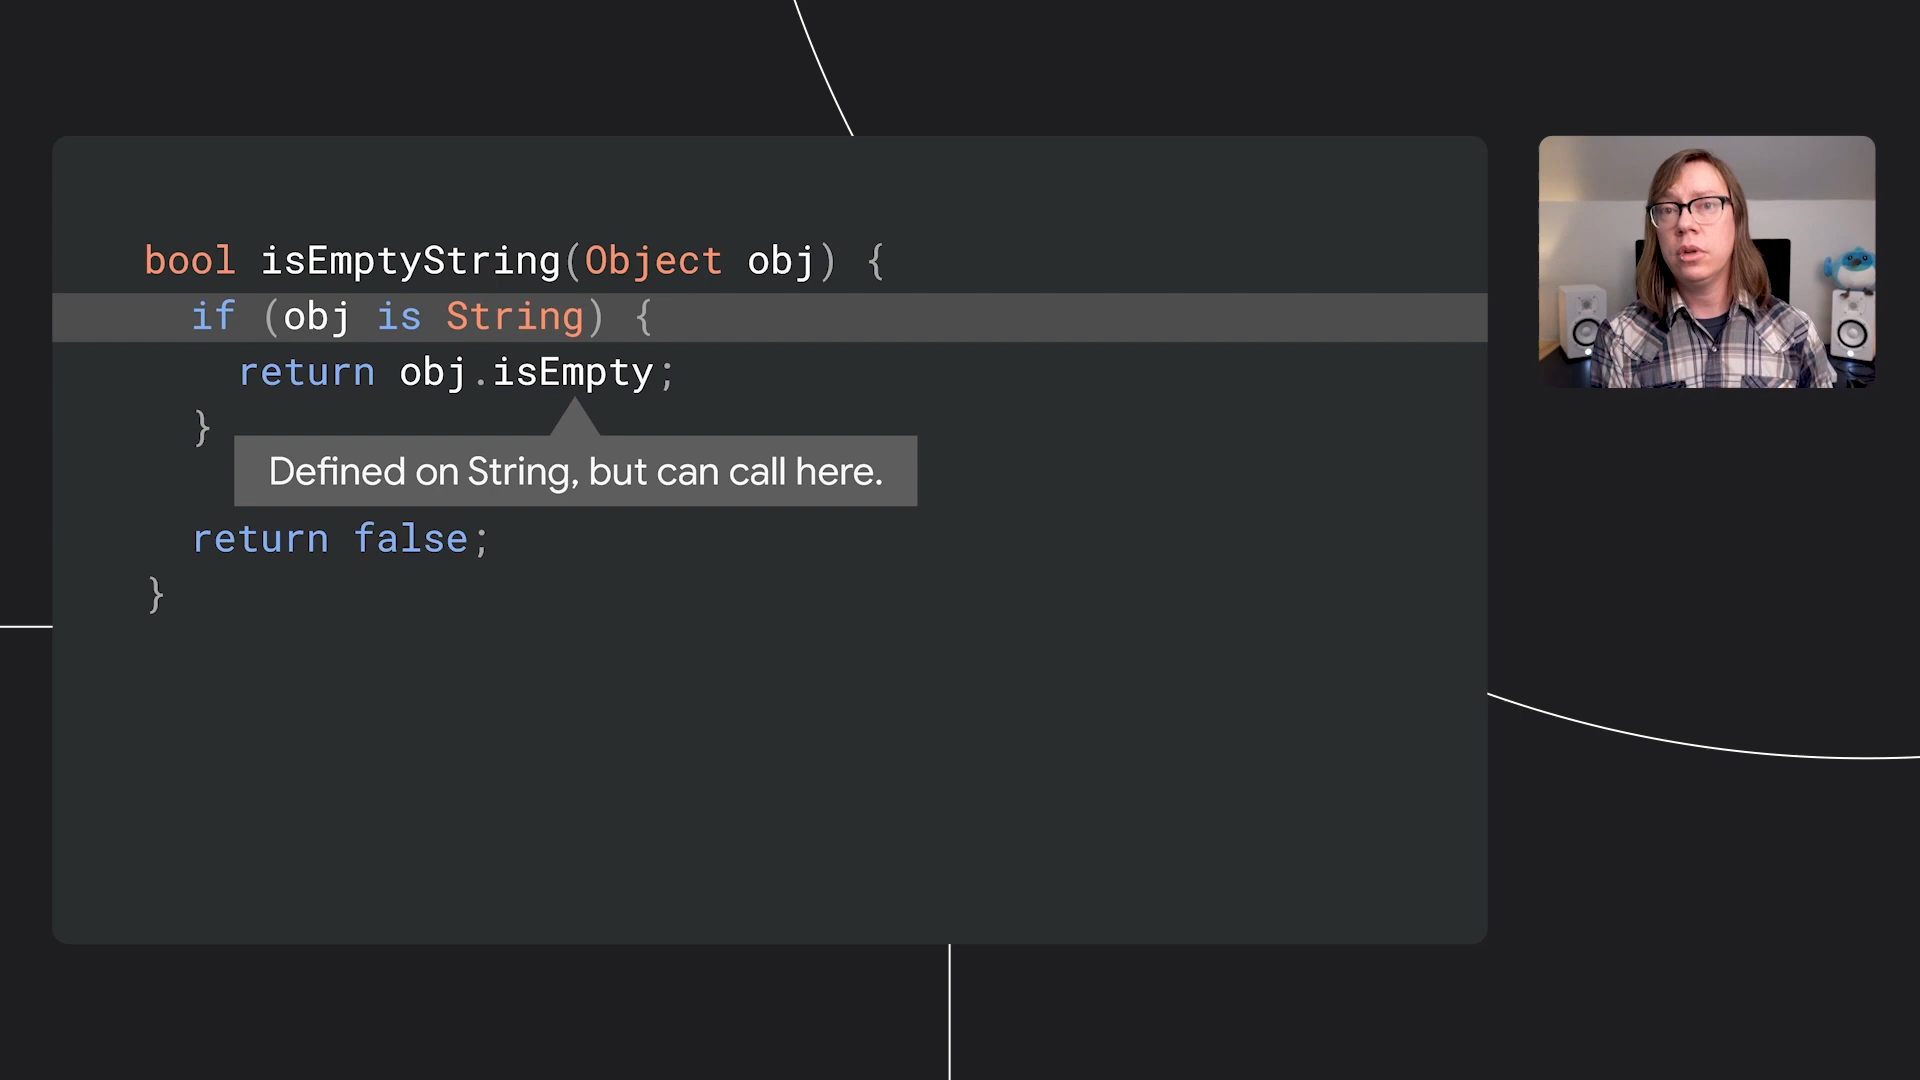 bool isEmptyString(Object obj) {
if (obj is String) {
return obj.isEmpty;
}
Defined on String, but can call here.
return false;
}